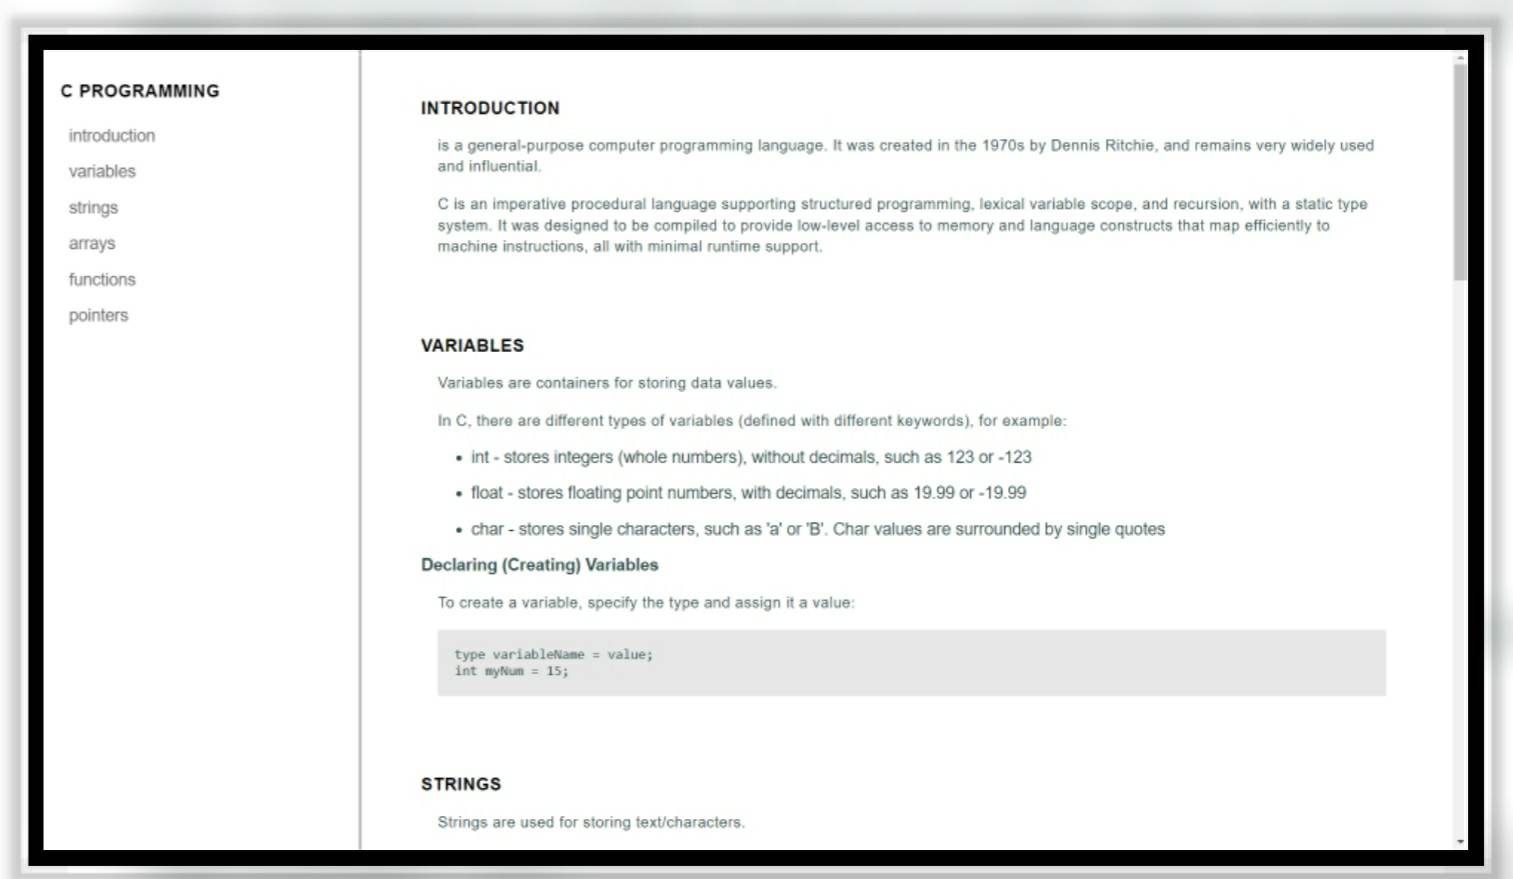 C PROGRAMMING
introduction
variables
strings
arrays
functions
pointers
INTRODUCTION
is a general-purpose computer programming language. It was created in the 1970s by Dennis Ritchie, and remains very widely used
and influential.
C is an imperative procedural language supporting structured programming, lexical variable scope, and recursion, with a static type
system. It was designed to be compiled to provide low-level access to memory and language constructs that map efficiently to
machine instructions, all with minimal runtime support.
VARIABLES
Variables are containers for storing data values.
In C, there are different types of variables (defined with different keywords), for example:
• int - stores integers (whole numbers), without decimals, such as 123 or -123
• float - stores floating point numbers, with decimals, such as 19.99 or -19.99
• char - stores single characters, such as 'a' or 'B'. Char values are surrounded by single quotes
Declaring (Creating) Variables
To create a variable, specify the type and assign it a value:
type variableName = value;
int myNum = 15;
STRINGS
Strings are used for storing text/characters.